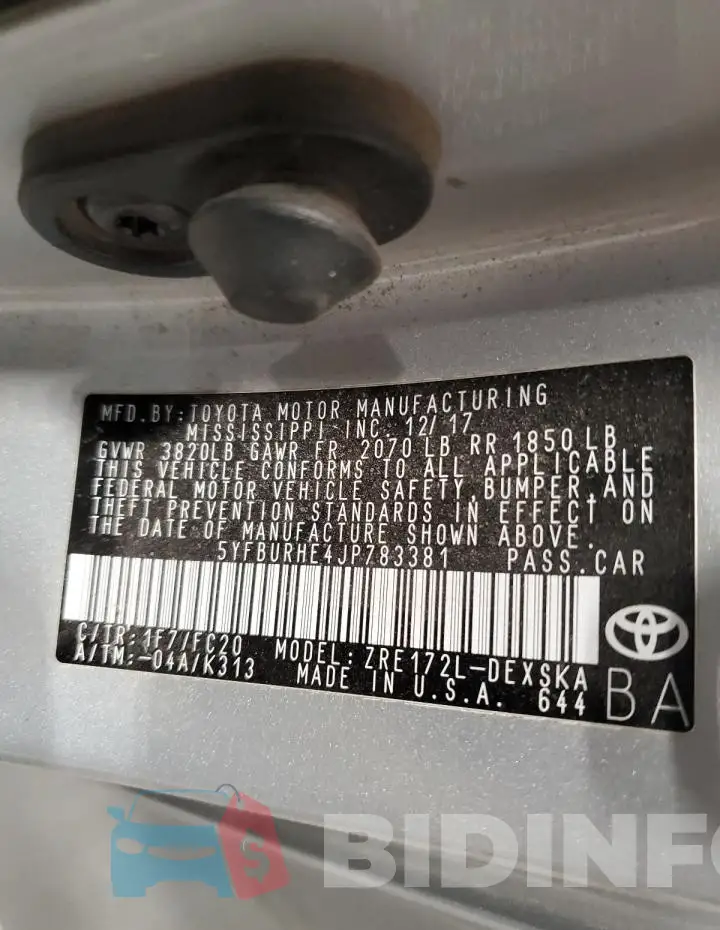 MFD. BY: TOYOTA MOTOR MANUFACTURING
MISSISSIPPI INC. 12/17
GVWR 3820LB GAWR FR 2070 LB RR 1850 LB
THIS VEHICLE CONFORMS TO ALL APPLICABLE
FEDERAL MOTOR VEHICLE SAFETY, BUMPER, AND
THEFT PREVENTION STANDARDS IN EFFECT ON
THE DATE OF MANUFACTURE SHOWN ABOVE.
5YFBURHE4JP783381 PASS. CAR
C/TR: 1F7/FC20 MODEL: ZRE172L-DEXSKA
A/TM: -04A/K313 MADE IN U.S.A. 644
BA
$ BIDINFO